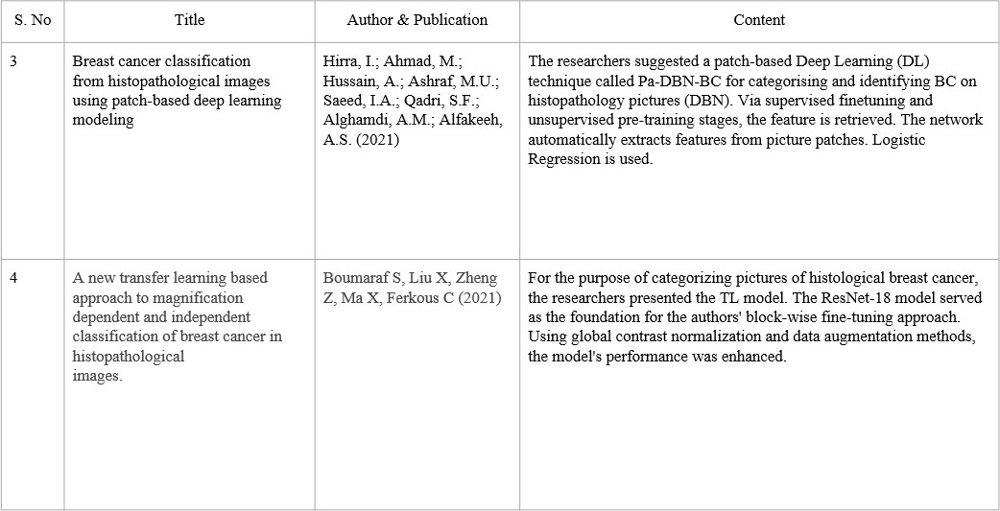 S. No
Title
Author & Publication
Content
3
Breast cancer classification
from histopathological images
using patch-based deep learning
modeling
Hirra, I.; Ahmad, M.;
Hussain, A.; Ashraf, M.U.;
Saeed, I.A.; Qadri, S.F.;
Alghamdi, A.M.; Alfakeeh,
A.S. (2021)
The researchers suggested a patch-based Deep Learning (DL)
technique called Pa-DBN-BC for categorising and identifying BC on
histopathology pictures (DBN). Via supervised finetuning and
unsupervised pre-training stages, the feature is retrieved. The network
automatically extracts features from picture patches. Logistic
Regression is used.
4
A new transfer learning based
approach to magnification
dependent and independent
classification of breast cancer in
histopathological
images.
Boumaraf S, Liu X, Zheng
Z, Ma X, Ferkous C (2021)
For the purpose of categorizing pictures of histological breast cancer,
the researchers presented the TL model. The ResNet-18 model served
as the foundation for the authors' block-wise fine-tuning approach.
Using global contrast normalization and data augmentation methods,
the model's performance was enhanced.